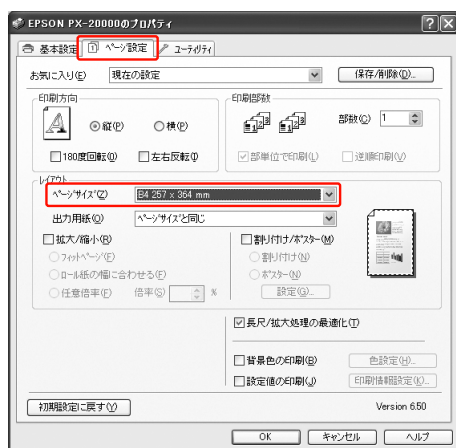 EPSON PX-20000のプロパティ
基本設定 ページ設定 ユーティリティ
お気に入り(E) 現在の設定 保存/削除(D)...
印刷方向 印刷部数
A 縦(P) 横(P) 部数(C) 1
180度回転(0) 左右反転(I) 部単位で印刷(L) 逆順印刷(V)
レイアウト
ページサイズ(Z) B4 257 x 364 mm
出力用紙(O) ページサイズと同じ
拡大/縮小(R) 割り付け/ポスター(M)
フィットページ(F) 割り付け(N)
ロール紙の幅に合わせる(F) ポスター(N)
任意倍率(F) 倍率(S) % 設定(G)...
長尺/拡大処理の最適化(T)
背景色の印刷(B) 色設定(H)...
設定値の印刷(J) 印刷情報設定(K)...
初期設定に戻す(Y) Version 6.50
OK キャンセル ヘルプ